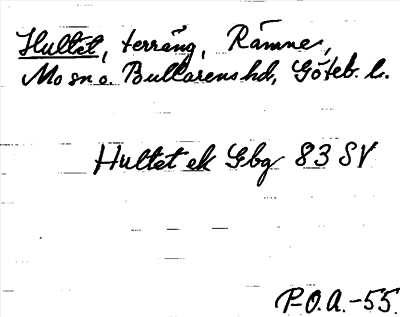 Hultet, terräng, Rämne,
Mo sn o. Bullarens hd, Göteb. l.
Hultet ek Gbg 83 SV
P.O.A.-55.